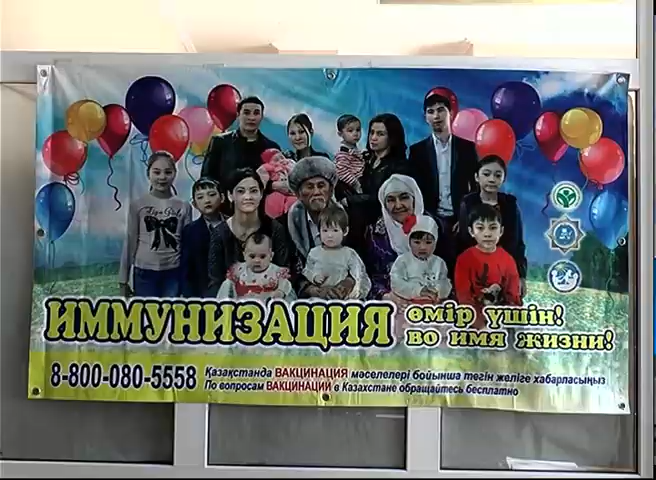 ИММУНИЗАЦИЯ
өмір үшін!
во имя жизни!
8-800-080-5558
Қазақстанда ВАКЦИНАЦИЯ мәселелері бойынша тегін желіге хабарласыңыз
По вопросам ВАКЦИНАЦИИ в Казахстане обращайтесь бесплатно